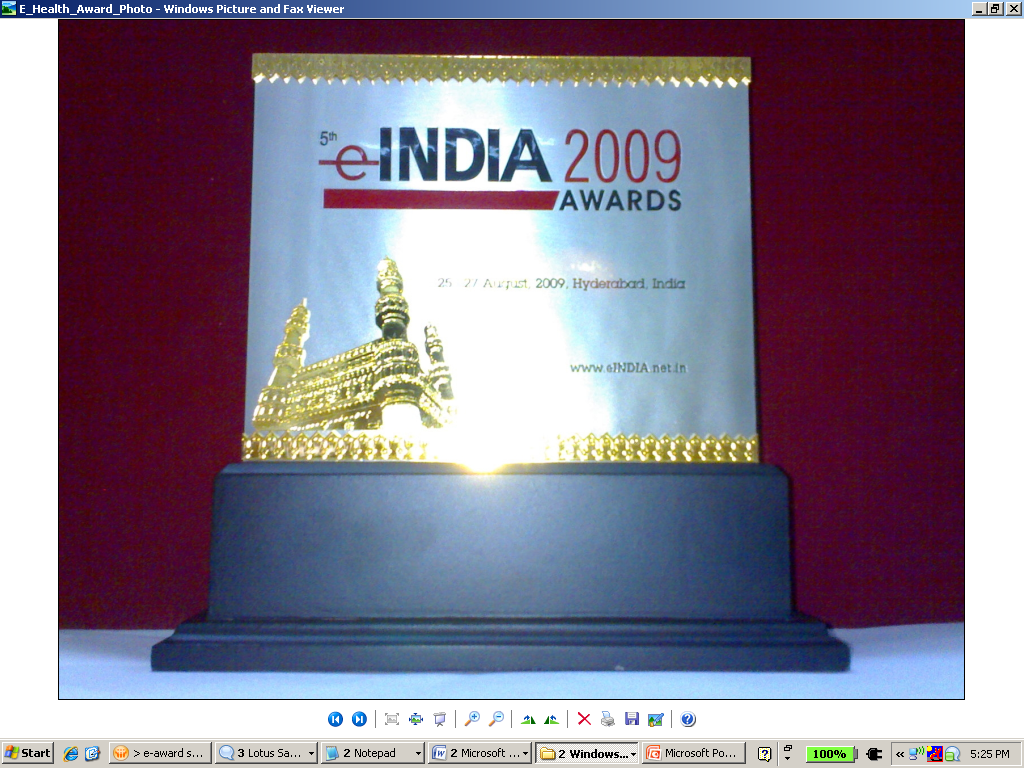 E_Health_Award_Photo - Windows Picture and Fax Viewer
5th
e-INDIA 2009
AWARDS
25 - 27 August, 2009, Hyderabad, India
www.eINDIA.net.in
Start
> e-award s...
3 Lotus Sa...
2 Notepad
2 Microsoft ...
2 Windows...
Microsoft Po...
100%
«
5:25 PM